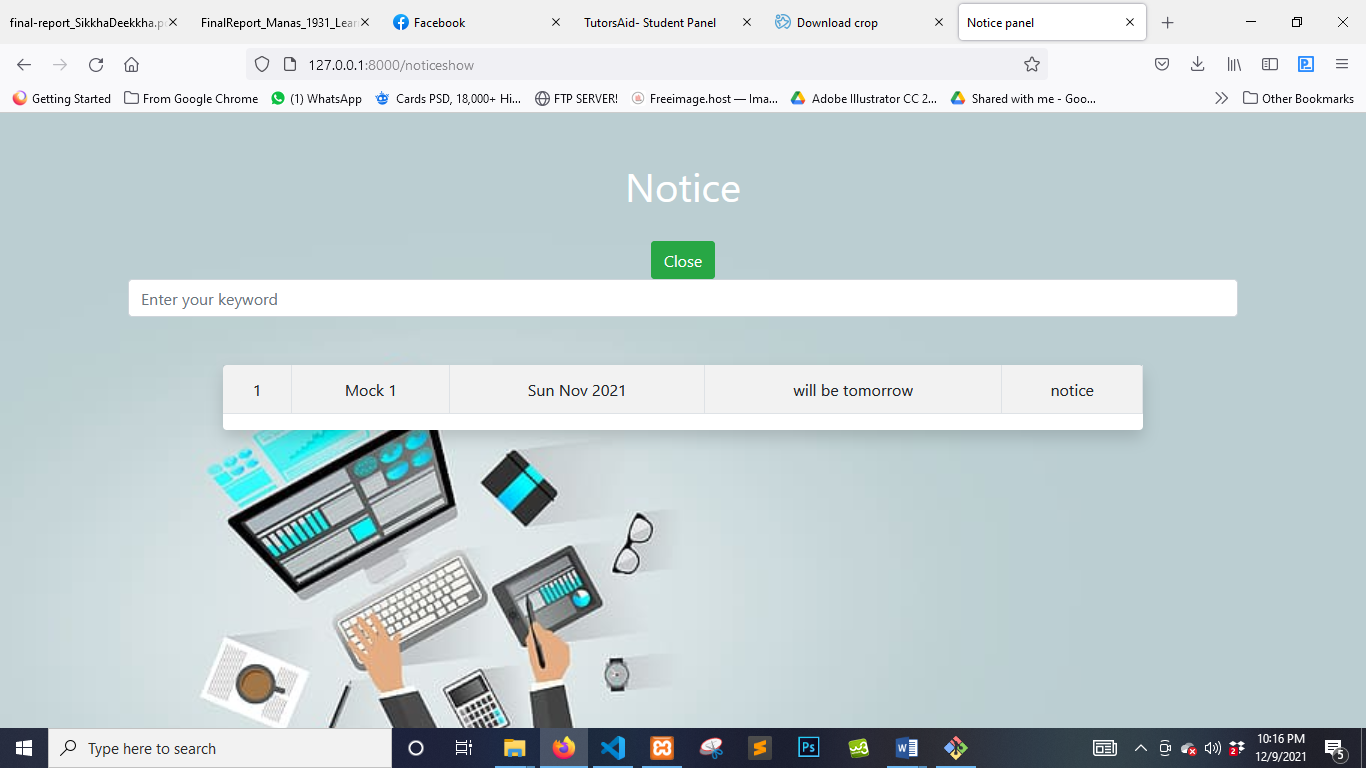 final-report_SikkhaDeekkha.p
FinalReport_Manas_1931_Lear
Facebook
TutorsAid- Student Panel
Download crop
Notice panel
127.0.0.1:8000/noticeshow
Getting Started
From Google Chrome
(1) WhatsApp
Cards PSD, 18,000+ Hi...
FTP SERVER!
Freeimage.host — Ima...
Adobe Illustrator CC 2...
Shared with me - Goo...
Other Bookmarks
Notice
Close
Enter your keyword
1 Mock 1 Sun Nov 2021 will be tomorrow notice
Type here to search
Ps
W
2
10:16 PM
12/9/2021
5